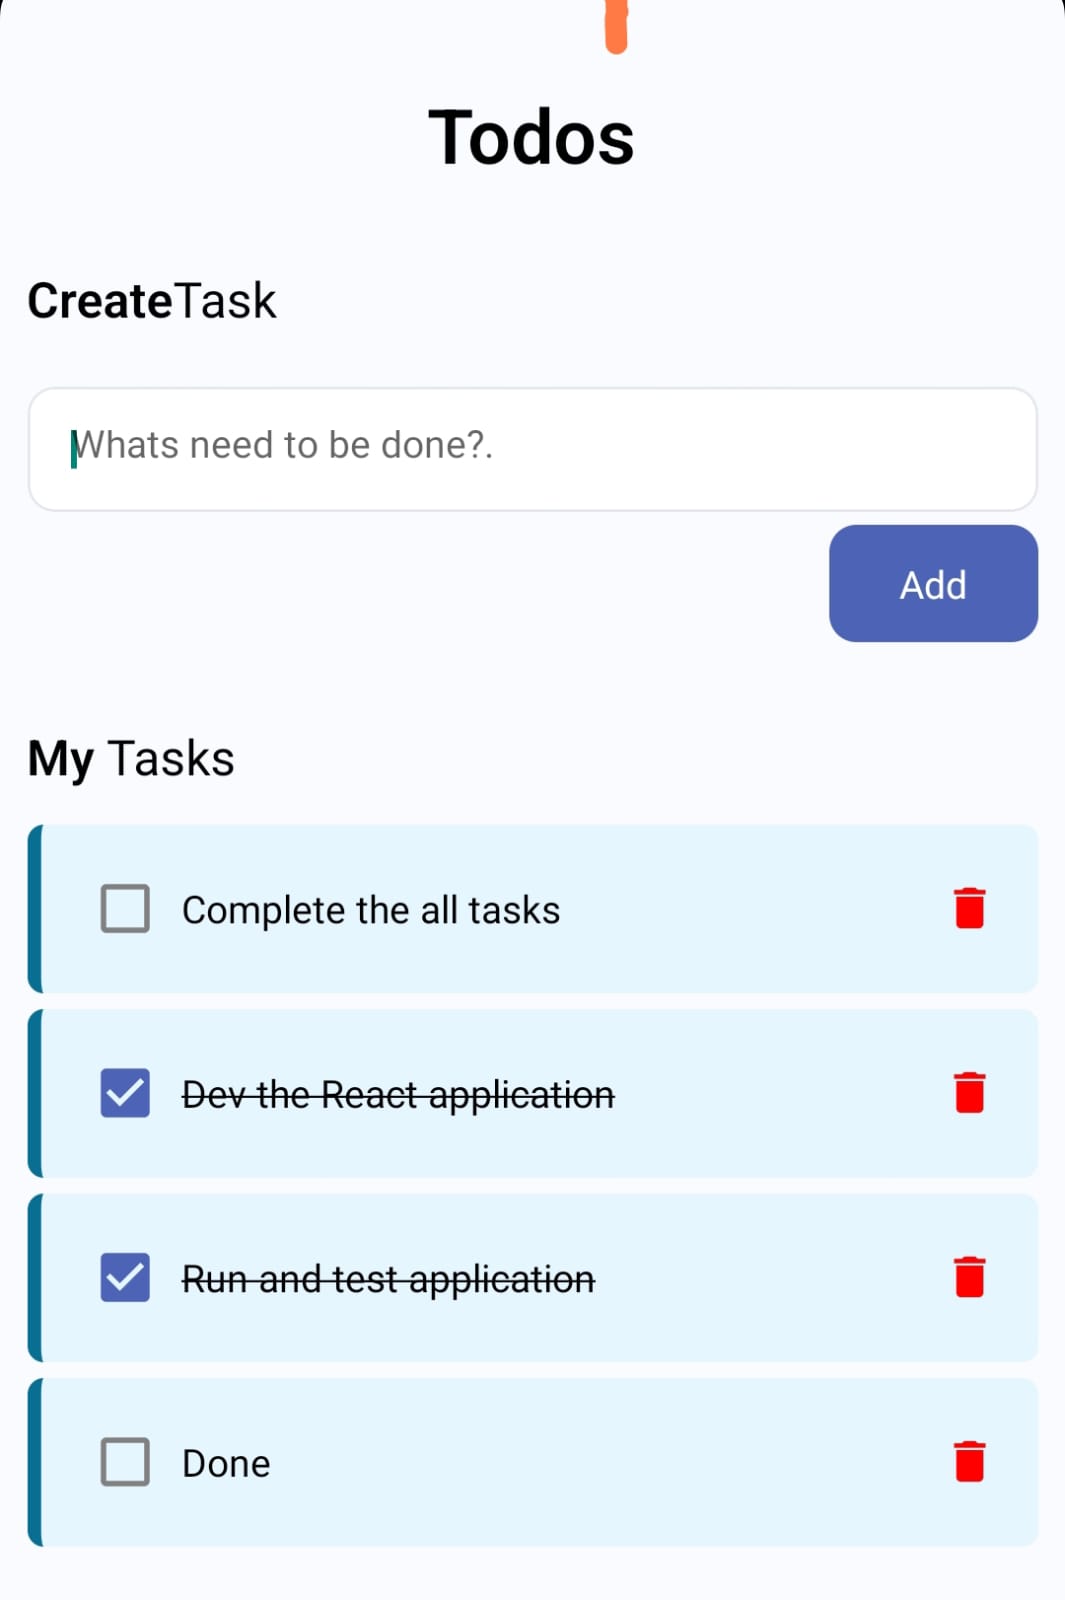 Todos
CreateTask
Whats need to be done?.
Add
My Tasks
Complete the all tasks
Dev the React application
Run and test application
Done